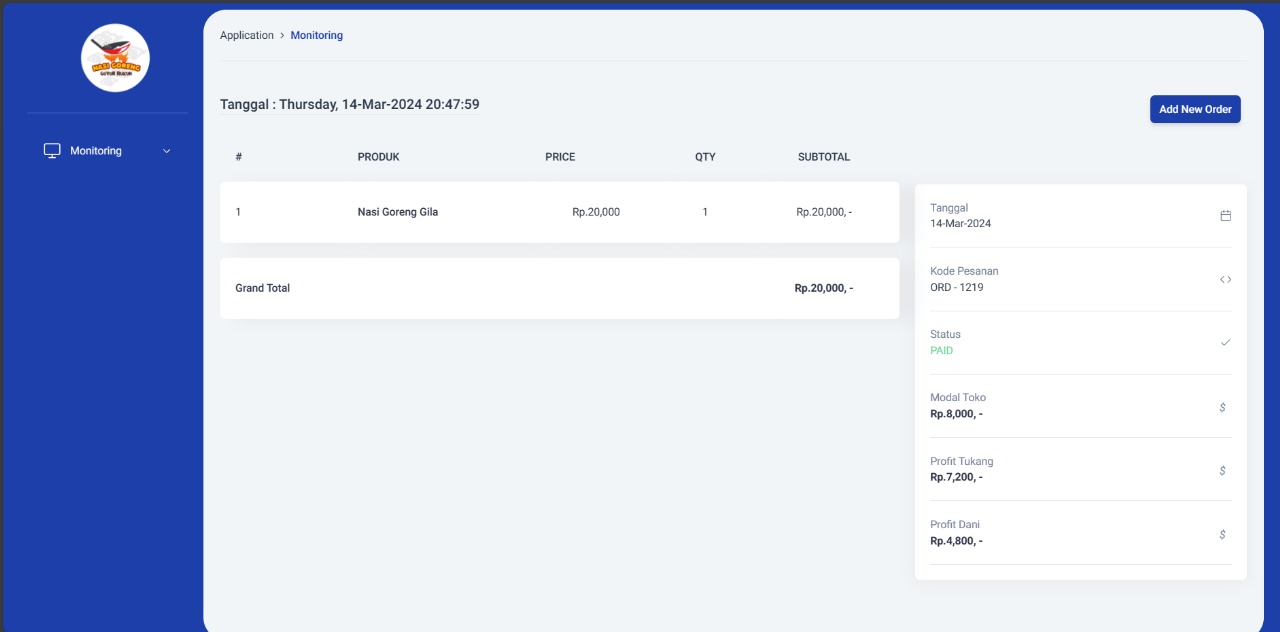 NASI GORENG
GUYUB RUKUN
Monitoring
Application > Monitoring
Tanggal : Thursday, 14-Mar-2024 20:47:59
Add New Order
# PRODUK PRICE QTY SUBTOTAL
1 Nasi Goreng Gila Rp.20,000 1 Rp.20,000, -
Grand Total Rp.20,000, -
Tanggal
14-Mar-2024
Kode Pesanan
ORD - 1219
Status
PAID
Modal Toko
Rp.8,000, -
Profit Tukang
Rp.7,200, -
Profit Dani
Rp.4,800, -